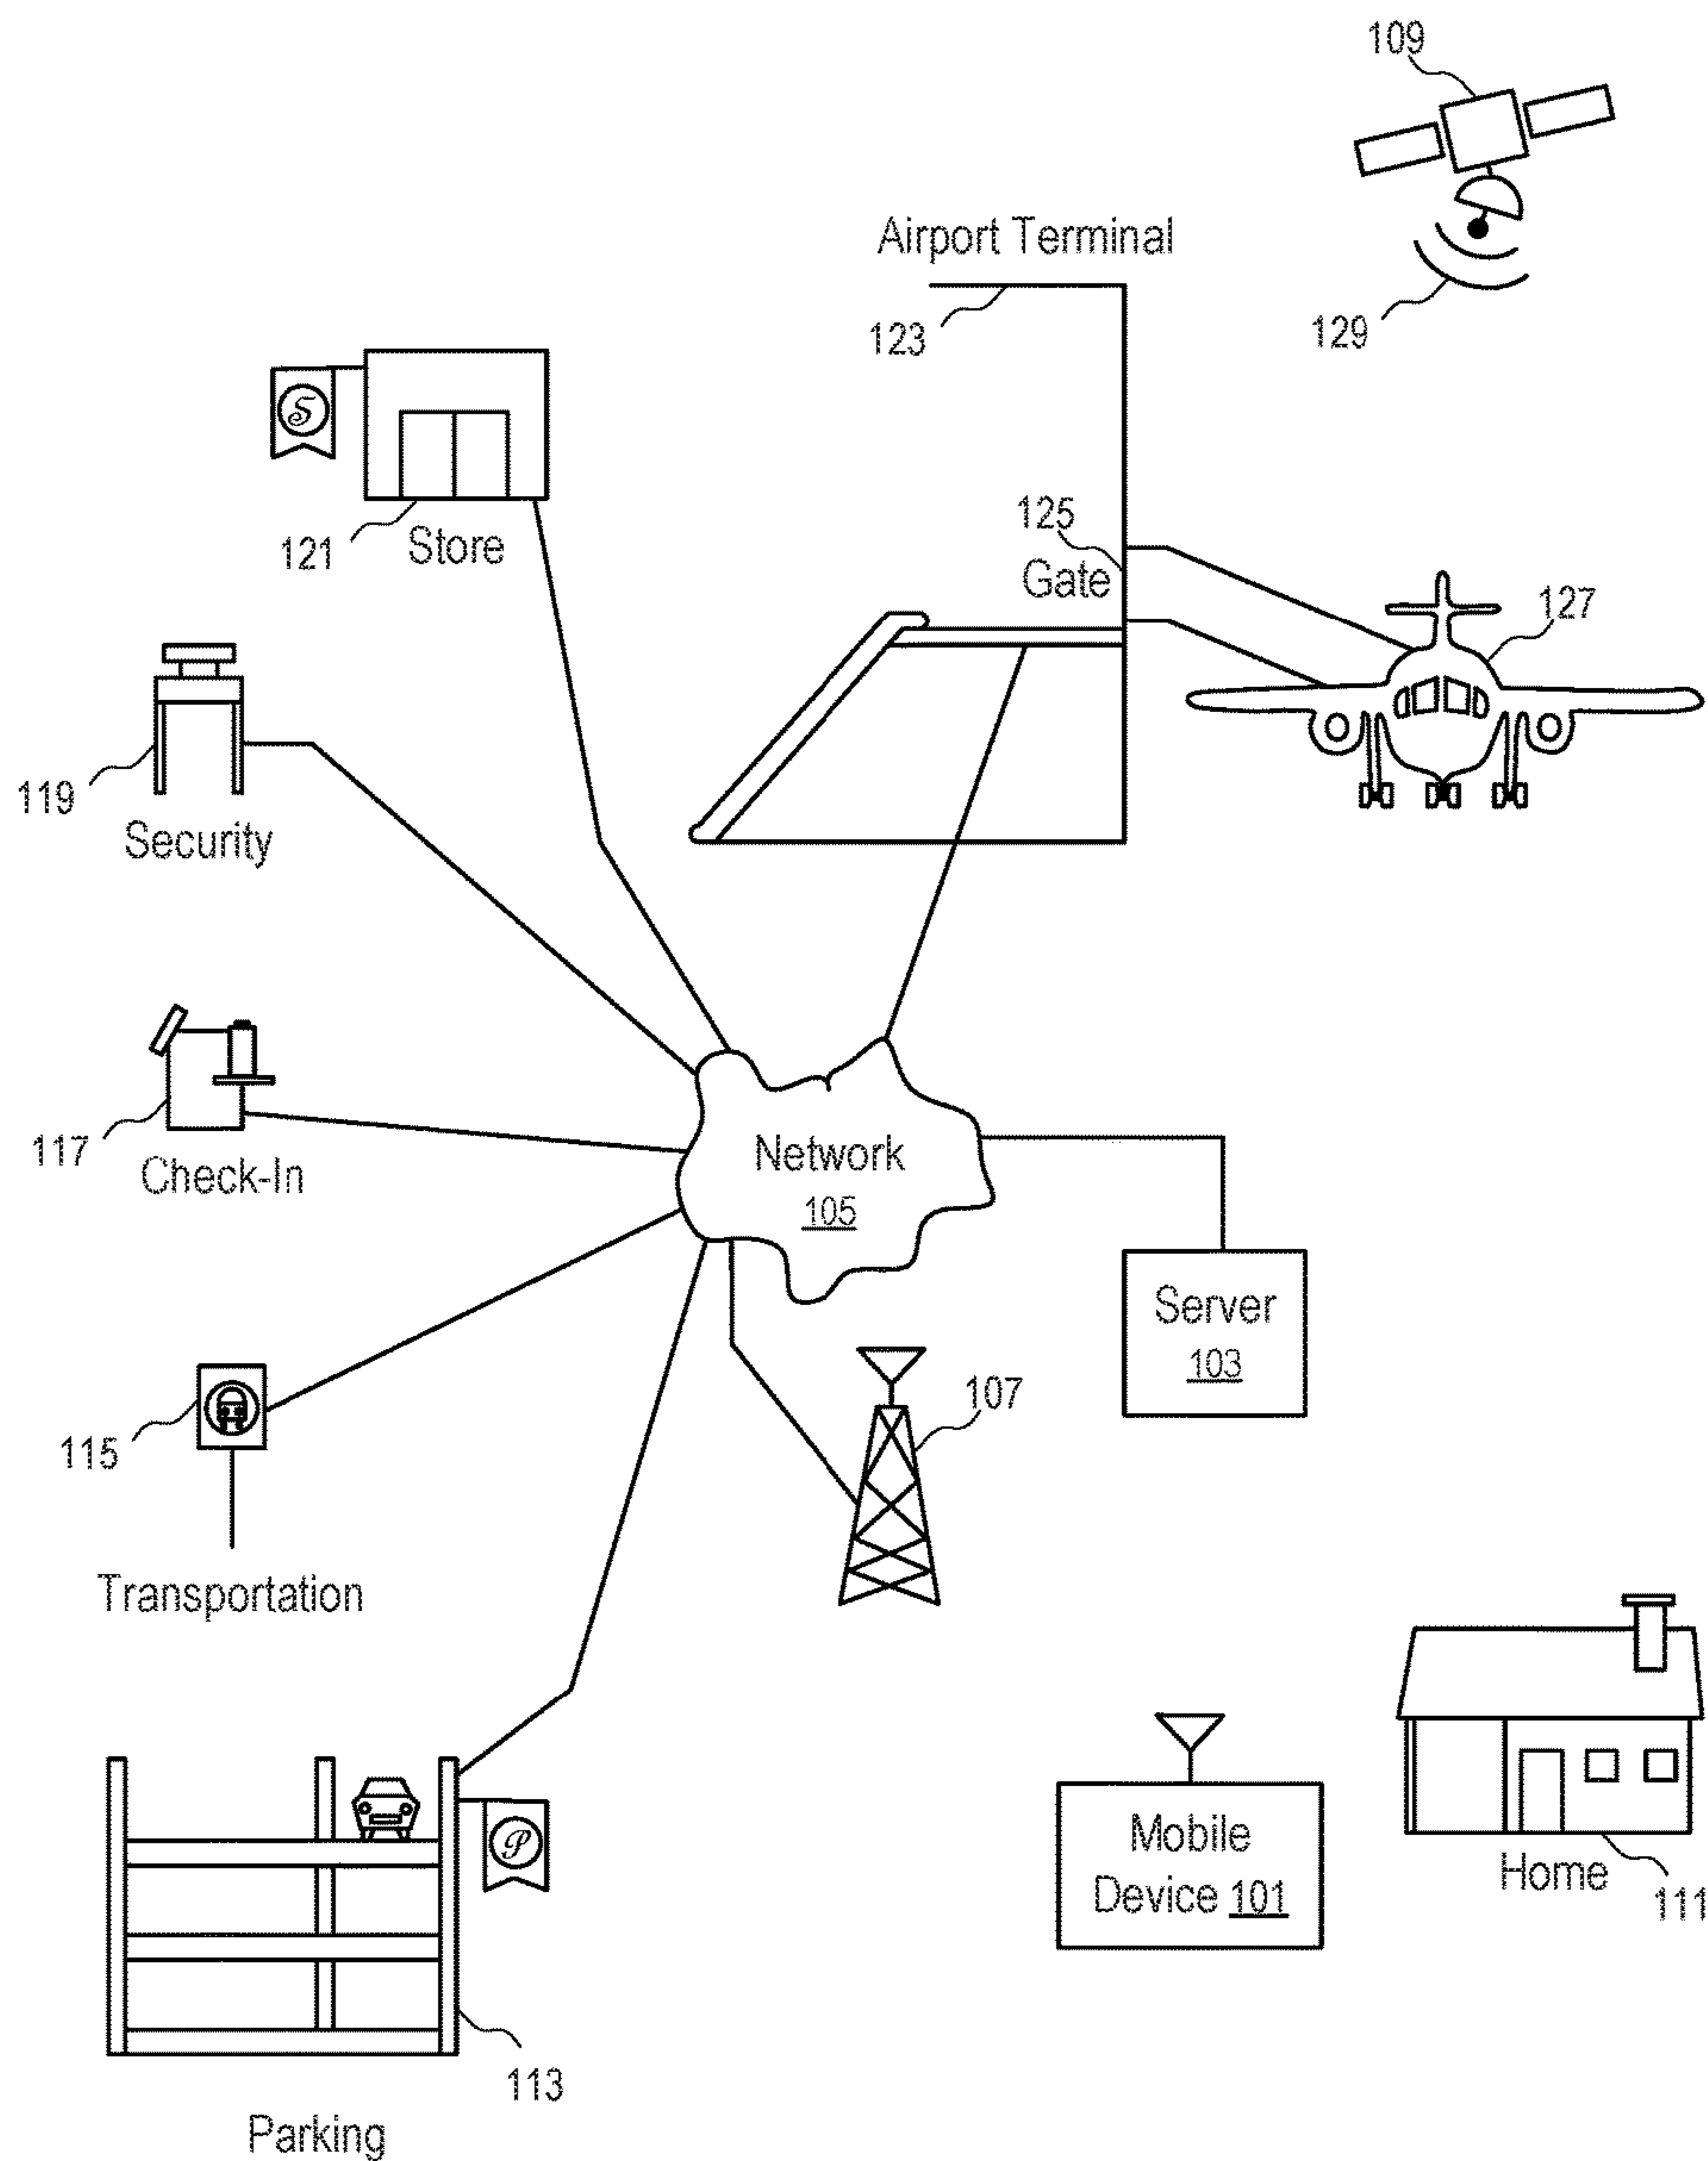 109
Airport Terminal
123
129
S
121
Store
125
Gate
127
119
Security
117
Check-In
Network
105
Server
103
107
115
Transportation
P
Mobile
Device 101
Home
111
113
Parking